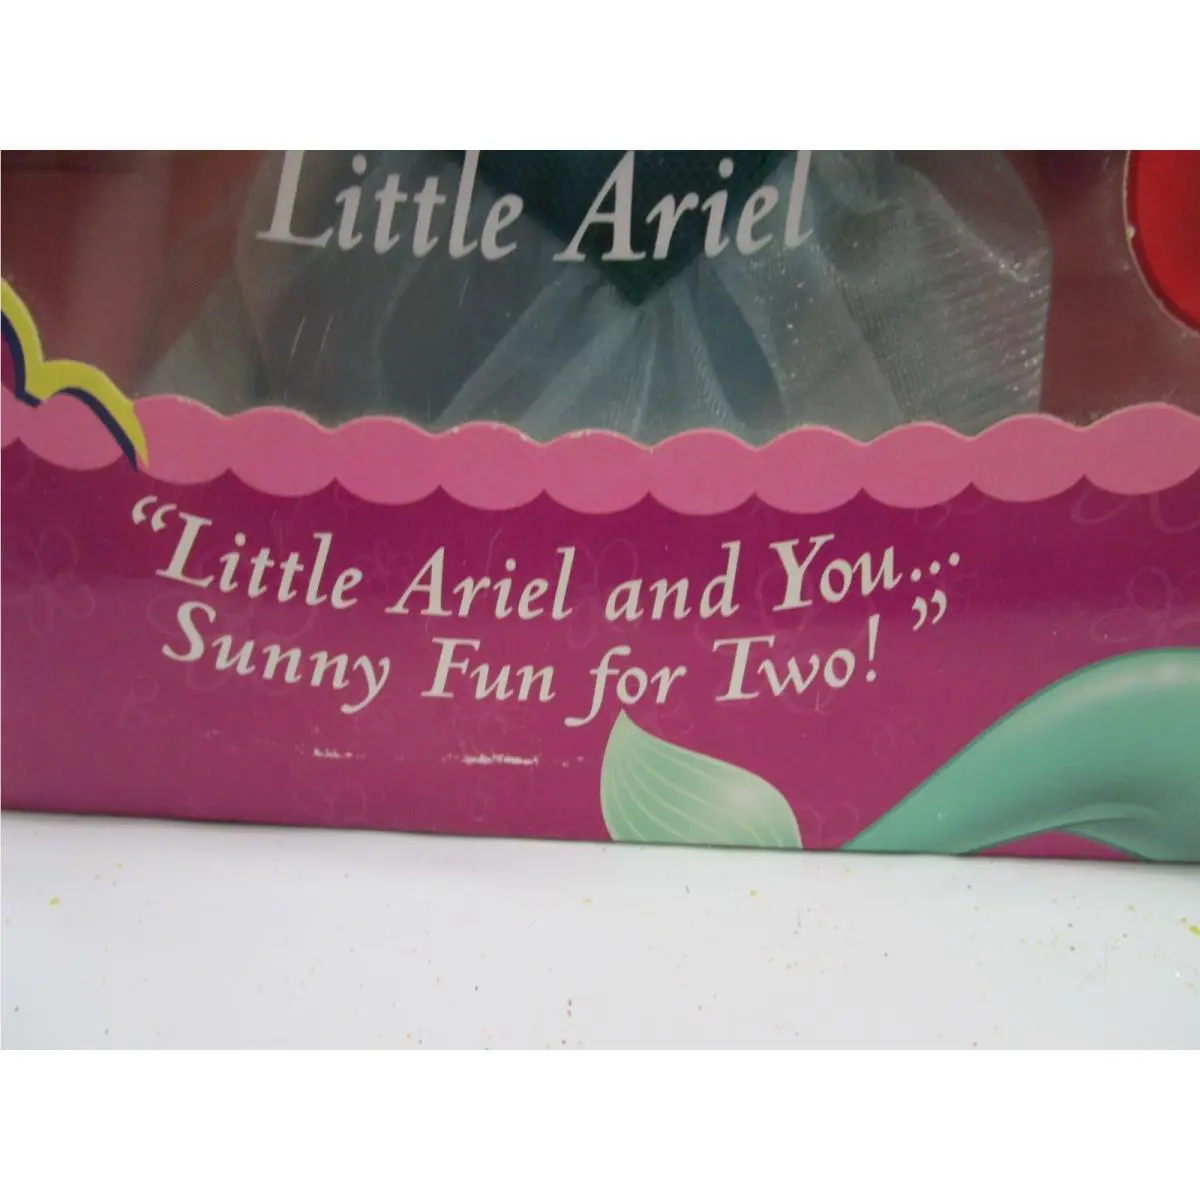 Little Ariel
“Little Ariel and You...
Sunny Fun for Two!”